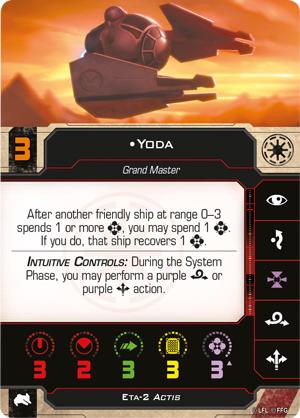 3
•Yoda
Grand Master
After another friendly ship at range 0–3
spends 1 or more , you may spend 1 .
If you do, that ship recovers 1 .
Intuitive Controls: During the System
Phase, you may perform a purple or
purple action.
3 2 3 3 3
Eta-2 Actis
© LFL © FFG